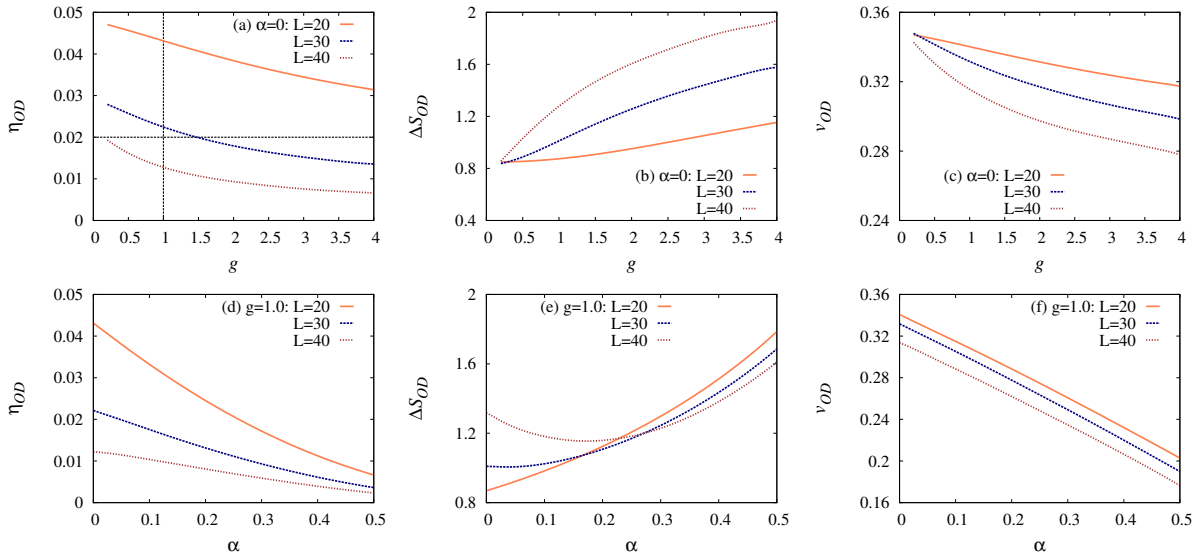 0.05
0.04
0.03
0.02
0.01
0
η_OD
(a) α=0: L=20
L=30
L=40
0 0.5 1 1.5 2 2.5 3 3.5 4
g
2
1.6
1.2
0.8
0.4
ΔS_OD
(b) α=0: L=20
L=30
L=40
0 0.5 1 1.5 2 2.5 3 3.5 4
g
0.36
0.32
0.28
0.24
v_OD
(c) α=0: L=20
L=30
L=40
0 0.5 1 1.5 2 2.5 3 3.5 4
g
0.05
0.04
0.03
0.02
0.01
0
η_OD
(d) g=1.0: L=20
L=30
L=40
0 0.1 0.2 0.3 0.4 0.5
α
2
1.6
1.2
0.8
ΔS_OD
(e) g=1.0: L=20
L=30
L=40
0 0.1 0.2 0.3 0.4 0.5
α
0.36
0.32
0.28
0.24
0.2
0.16
v_OD
(f) g=1.0: L=20
L=30
L=40
0 0.1 0.2 0.3 0.4 0.5
α